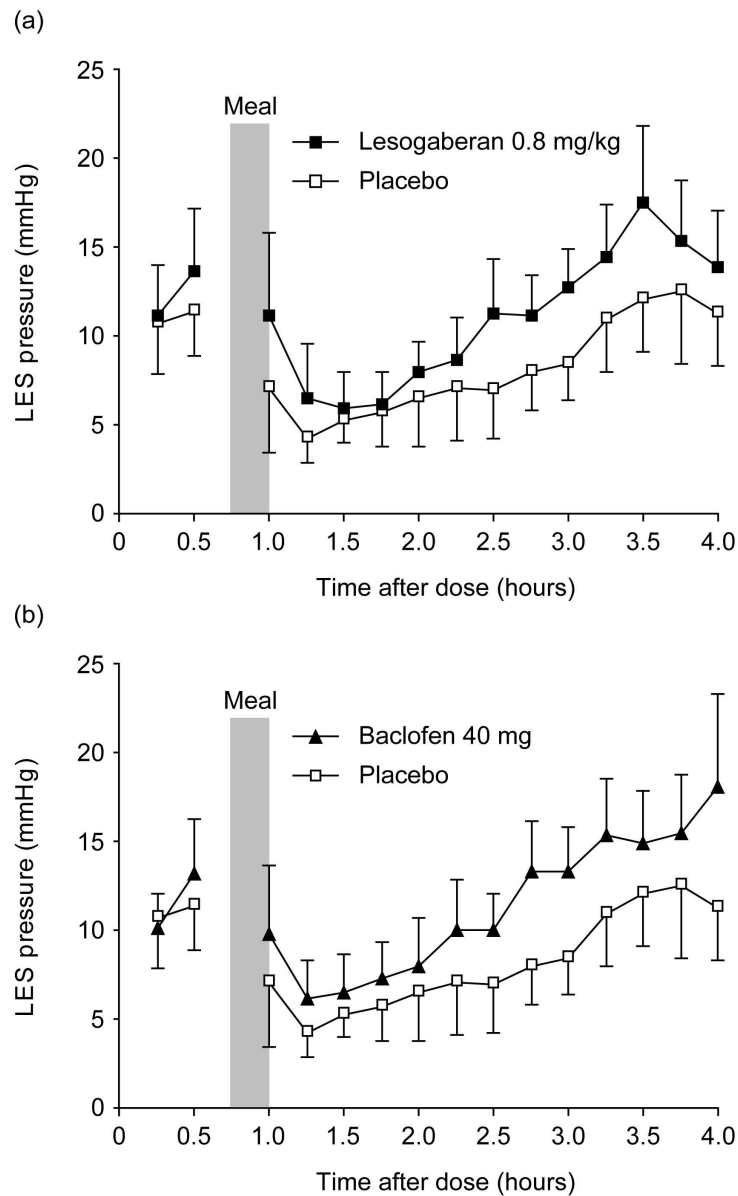 (a)
25
Meal
20
Lesogaberan 0.8 mg/kg
Placebo
15
10
5
0
LES pressure (mmHg)
0 0.5 1.0 1.5 2.0 2.5 3.0 3.5 4.0
Time after dose (hours)
(b)
25
Meal
20
Baclofen 40 mg
Placebo
15
10
5
0
LES pressure (mmHg)
0 0.5 1.0 1.5 2.0 2.5 3.0 3.5 4.0
Time after dose (hours)